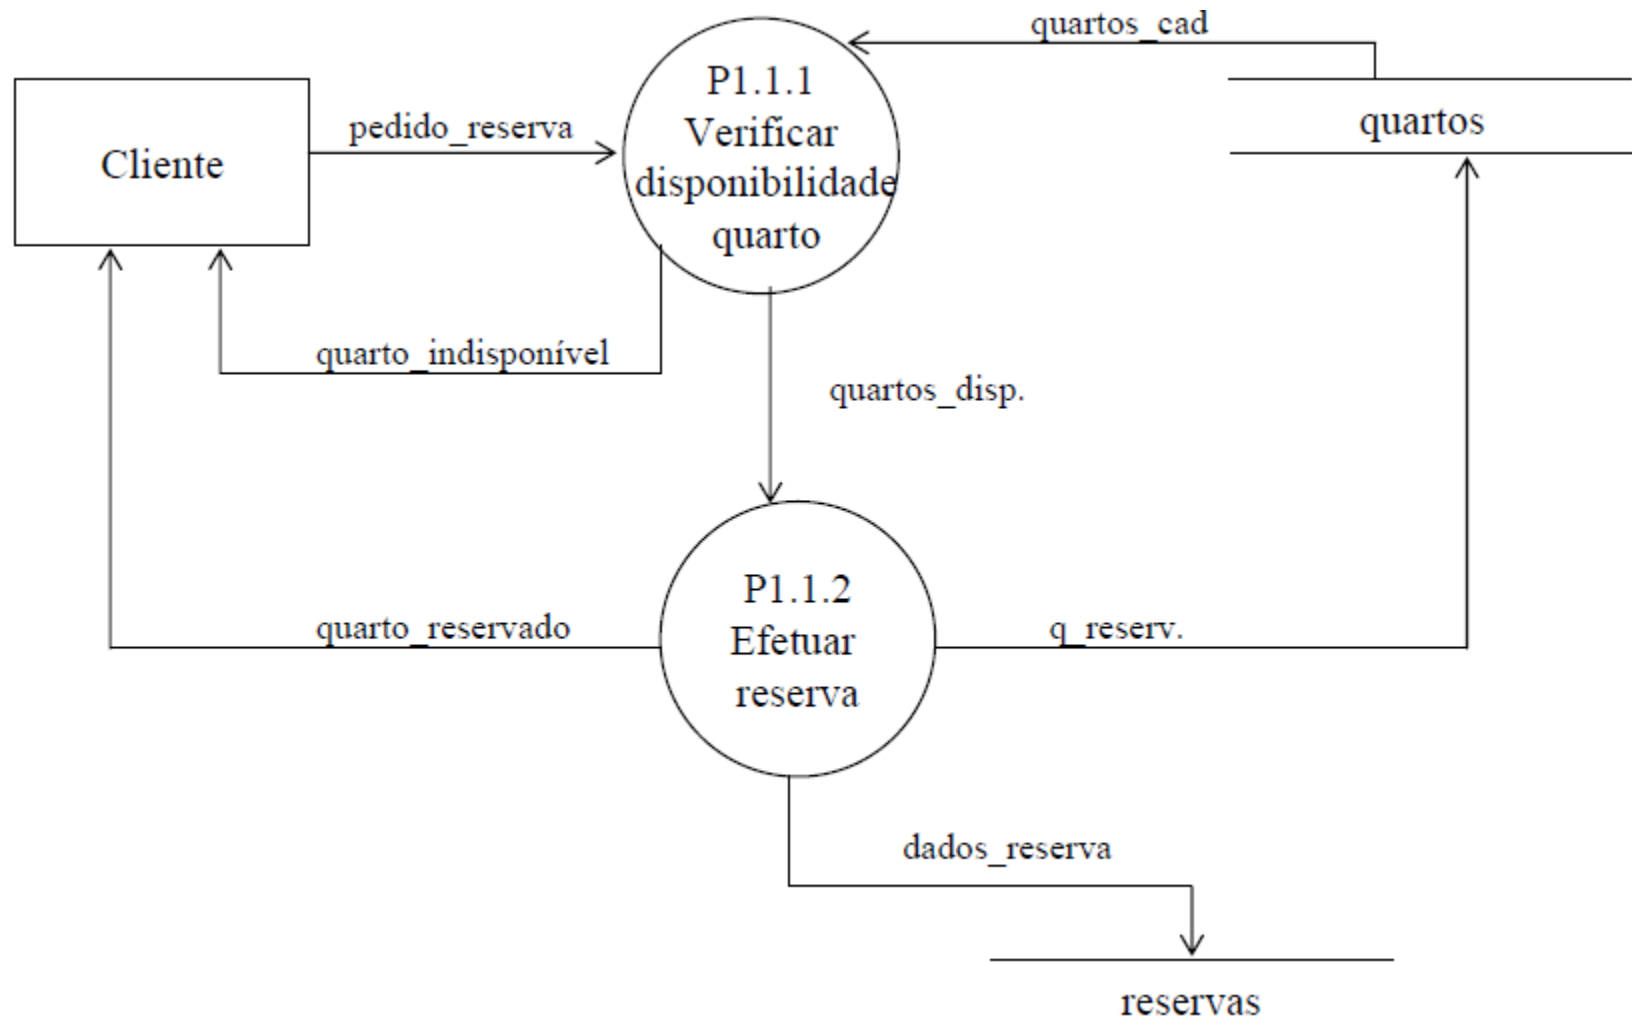 quartos_cad
P1.1.1
Verificar
disponibilidade
quarto
quartos
pedido_reserva
Cliente
quarto_indisponível
quartos_disp.
P1.1.2
Efetuar
reserva
quarto_reservado
q_reserv.
dados_reserva
reservas